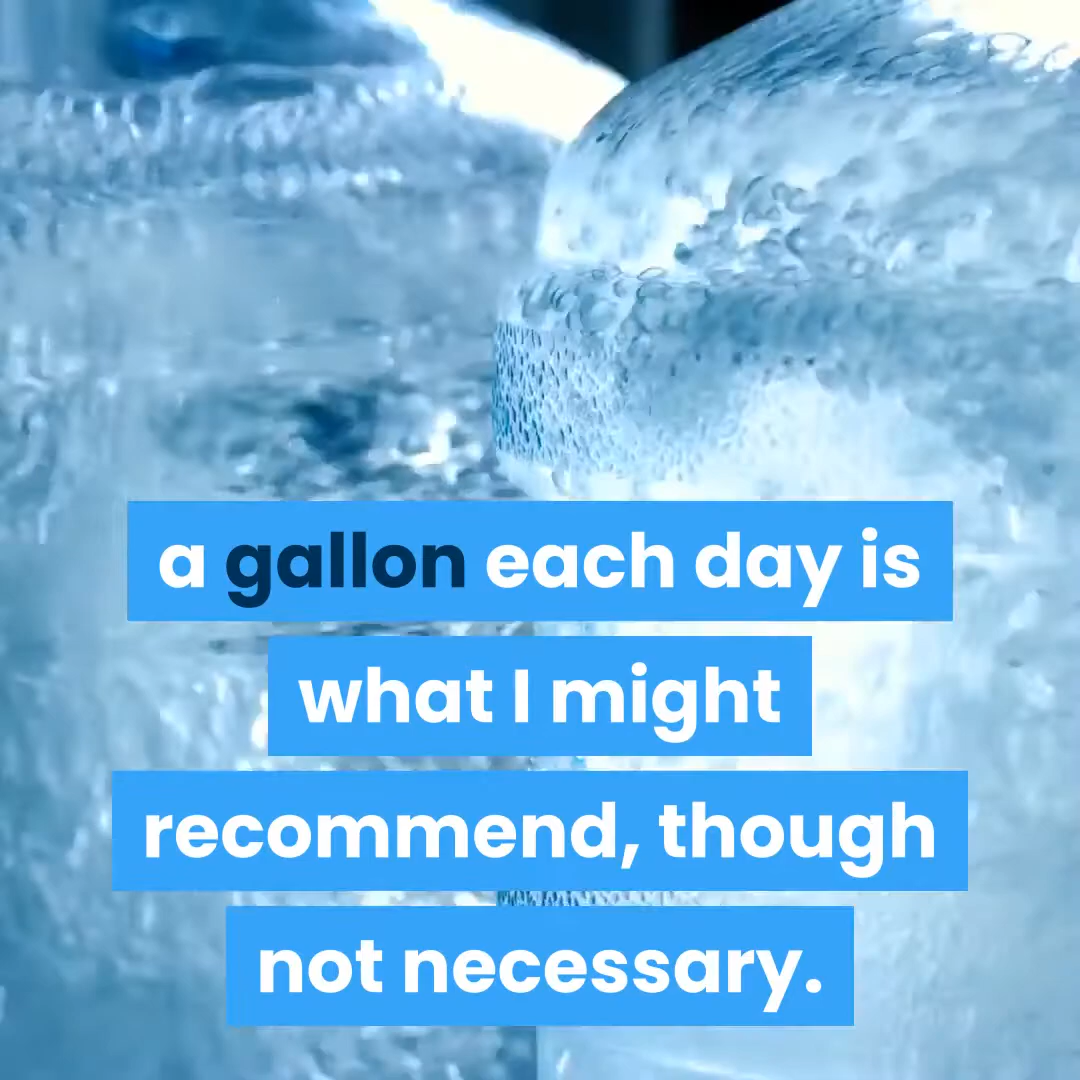 a gallon each day is
what I might
recommend, though
not necessary.